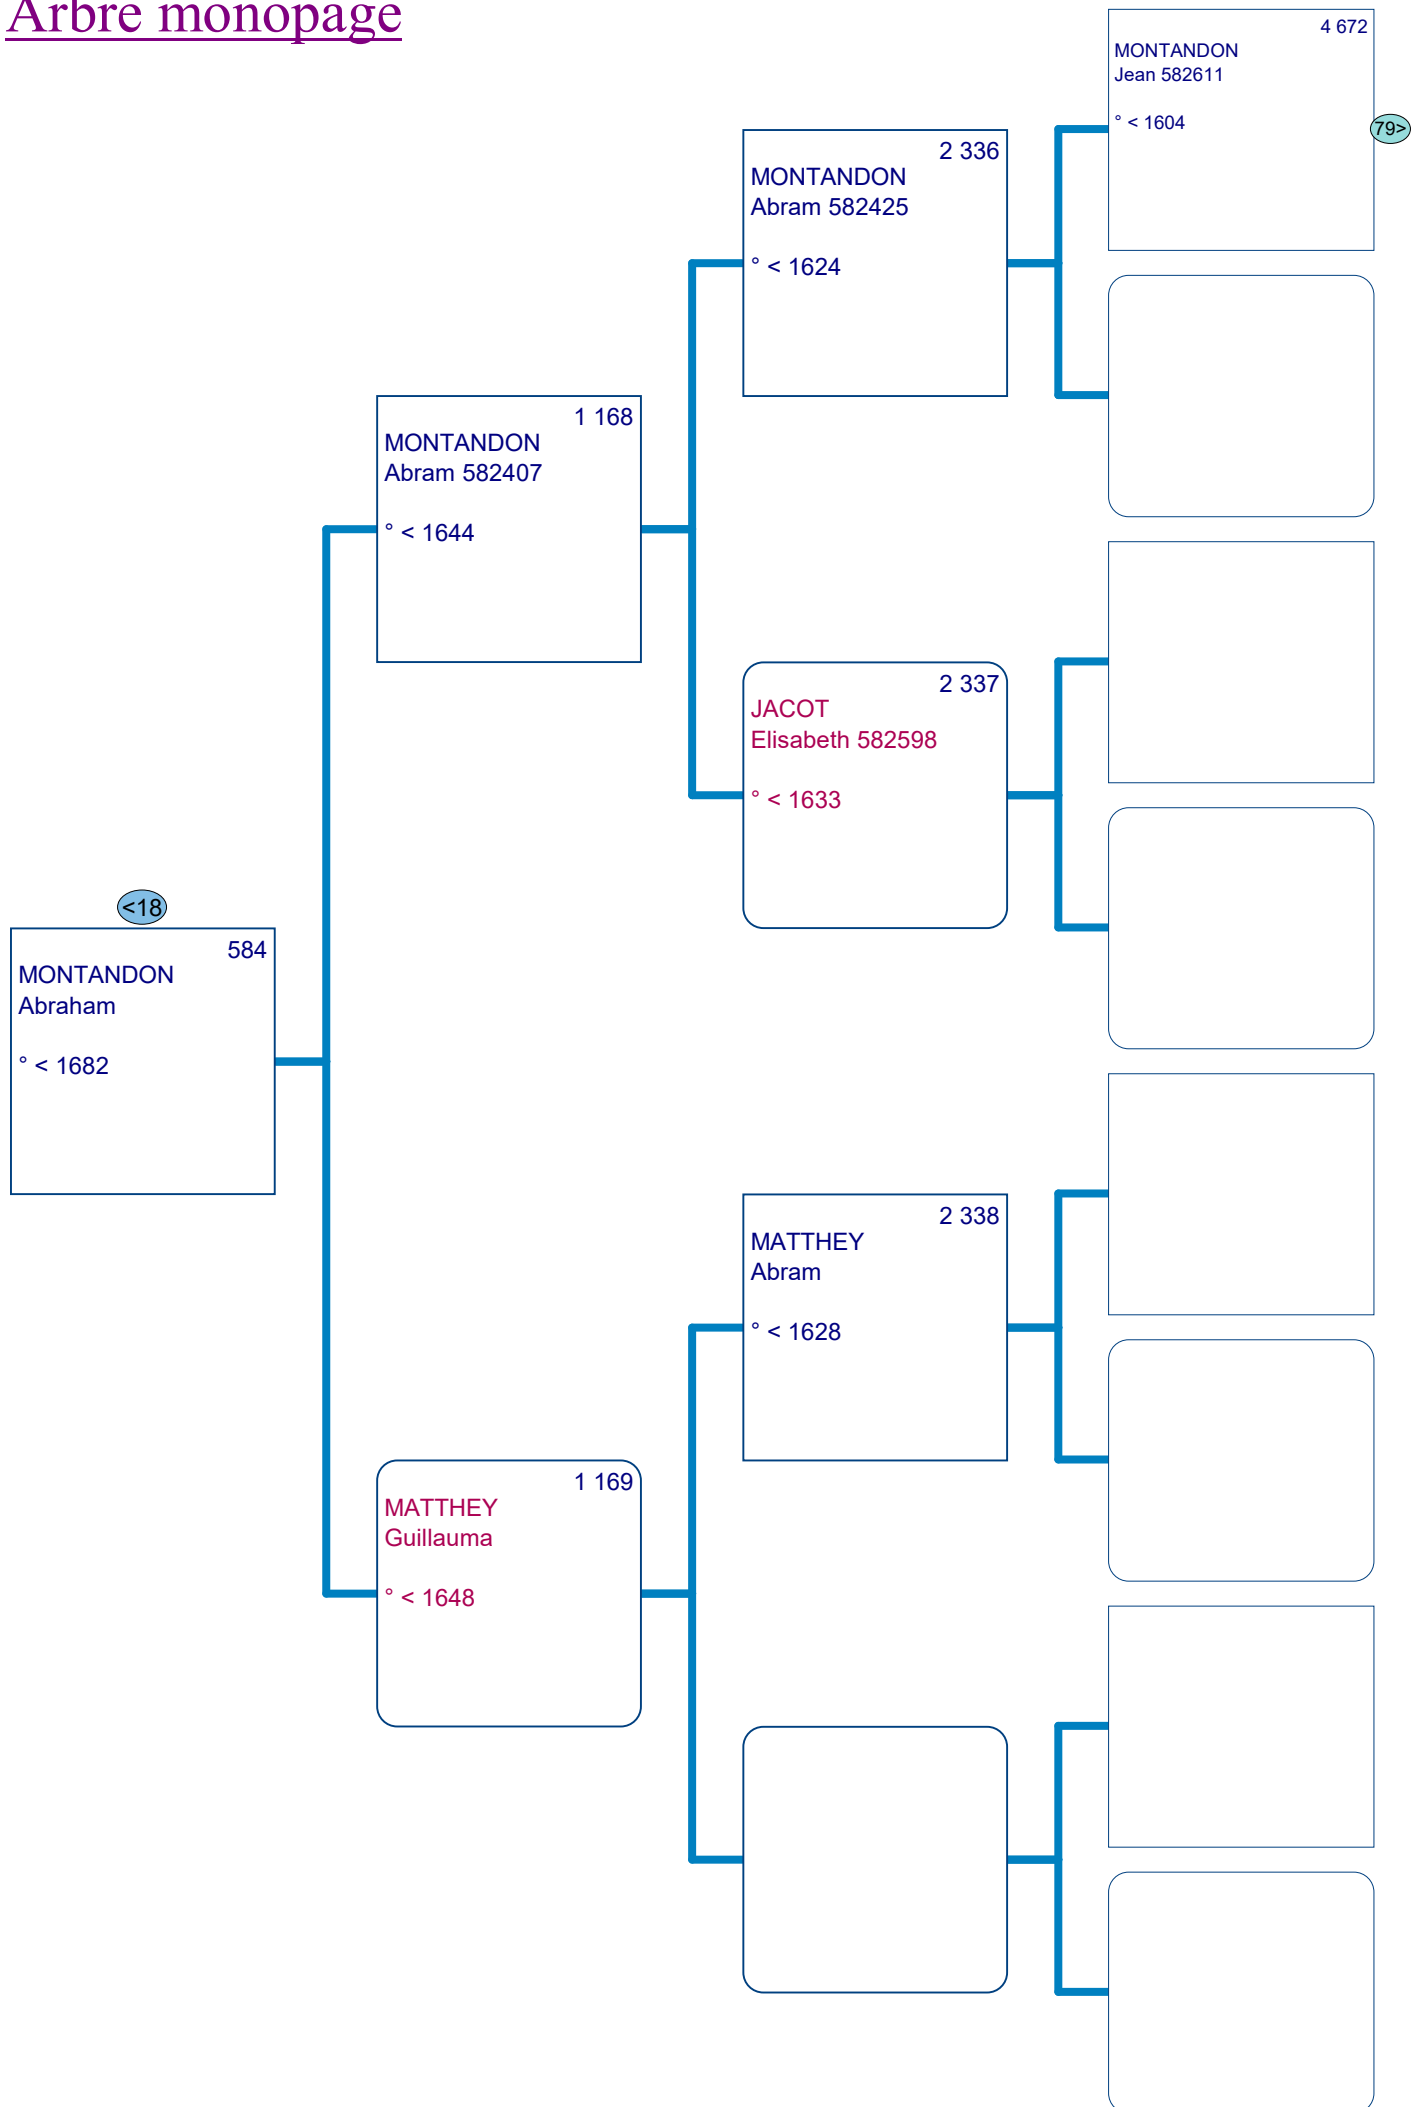 Arbre monopage
4 672
MONTANDON
Jean 582611
° < 1604
79>
2 336
MONTANDON
Abram 582425
° < 1624
1 168
MONTANDON
Abram 582407
° < 1644
2 337
JACOT
Elisabeth 582598
° < 1633
<18
584
MONTANDON
Abraham
° < 1682
2 338
MATTHEY
Abram
° < 1628
1 169
MATTHEY
Guillauma
° < 1648